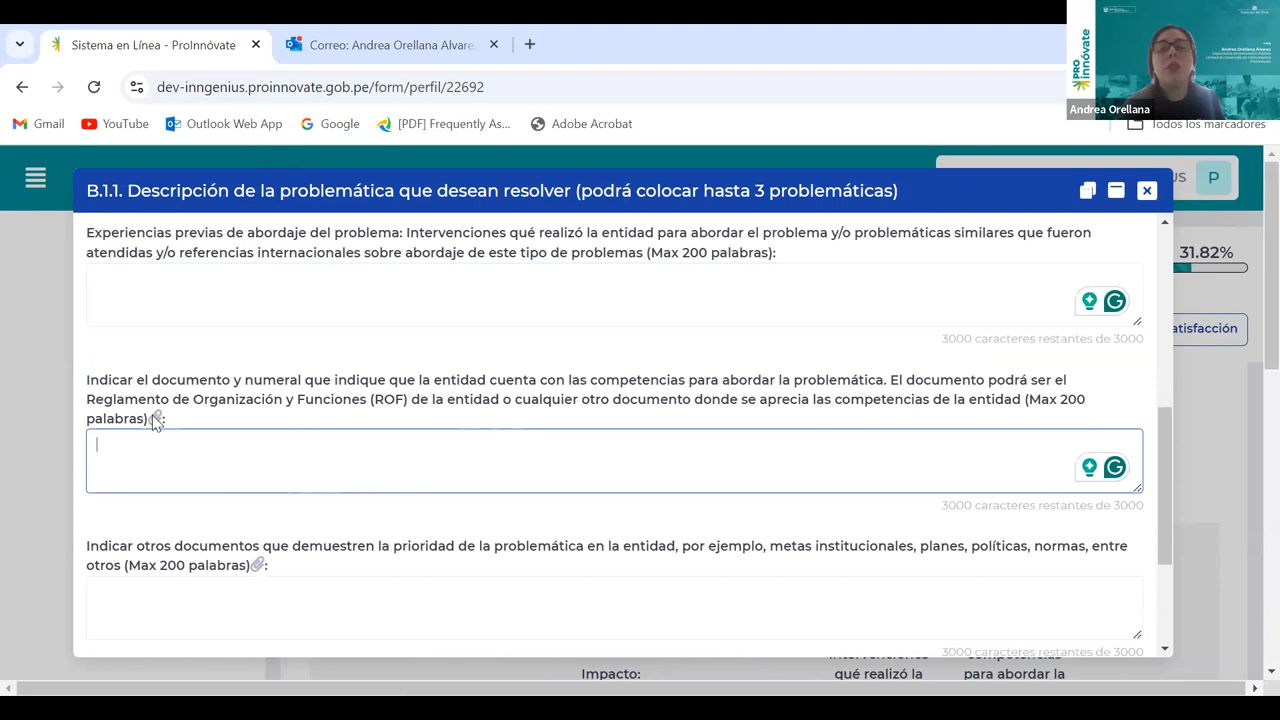 Sistema en Línea - ProInnóvate
Correo: Andrea Orellana Alvare
dev-inngenius.proinnovate.gob.pe/form/perfil/22692
Gmail
YouTube
Outlook Web App
Google
[FIF] Frequently As...
Adobe Acrobat
Todos los marcadores
PRO
innóvate
Andrea Orellana Alvarez
Andrea Orellana
US
P
B.1.1. Descripción de la problemática que desean resolver (podrá colocar hasta 3 problemáticas)
31.82%
atisfacción
Experiencias previas de abordaje del problema: Intervenciones qué realizó la entidad para abordar el problema y/o problemáticas similares que fueron
atendidas y/o referencias internacionales sobre abordaje de este tipo de problemas (Max 200 palabras):
3000 caracteres restantes de 3000
Indicar el documento y numeral que indique que la entidad cuenta con las competencias para abordar la problemática. El documento podrá ser el
Reglamento de Organización y Funciones (ROF) de la entidad o cualquier otro documento donde se aprecia las competencias de la entidad (Max 200
palabras) :
3000 caracteres restantes de 3000
Indicar otros documentos que demuestren la prioridad de la problemática en la entidad, por ejemplo, metas institucionales, planes, políticas, normas, entre
otros (Max 200 palabras) :
3000 caracteres restantes de 3000
Impacto:
intervenciones
qué realizó la
competencias
para abordar la